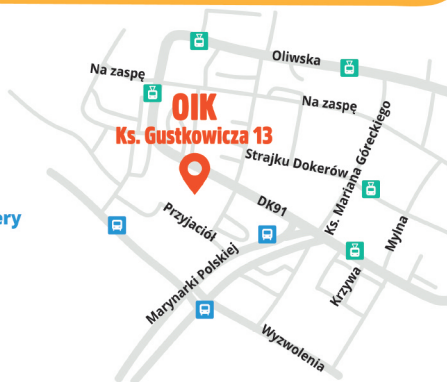 Oliwska
Na zaspę
OIK
Ks. Gustkowicza 13
Na zaspę
Strajku Dokerów
Ks. Mariana Góreckiego
DK91
Przyjaciół
ery
Mylna
Marynarki Polskiej
Krzywa
Wyzwolenia